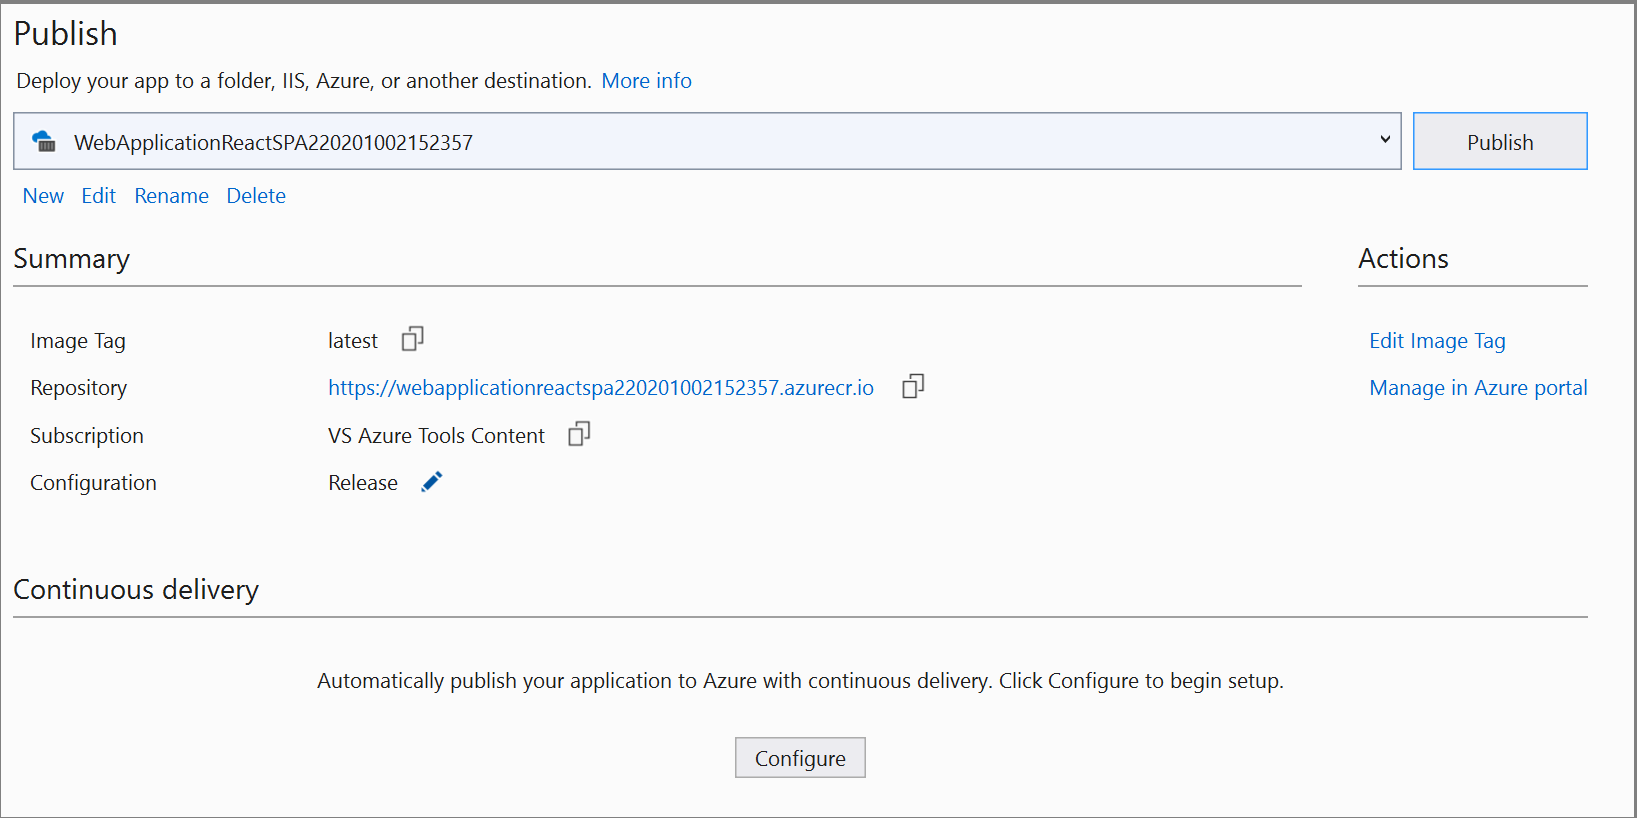 Publish
Deploy your app to a folder, IIS, Azure, or another destination. More info
WebApplicationReactSPA220201002152357
Publish
New Edit Rename Delete
Summary
Actions
Image Tag latest
Edit Image Tag
Repository https://webapplicationreactspa220201002152357.azurecr.io
Manage in Azure portal
Subscription VS Azure Tools Content
Configuration Release
Continuous delivery
Automatically publish your application to Azure with continuous delivery. Click Configure to begin setup.
Configure